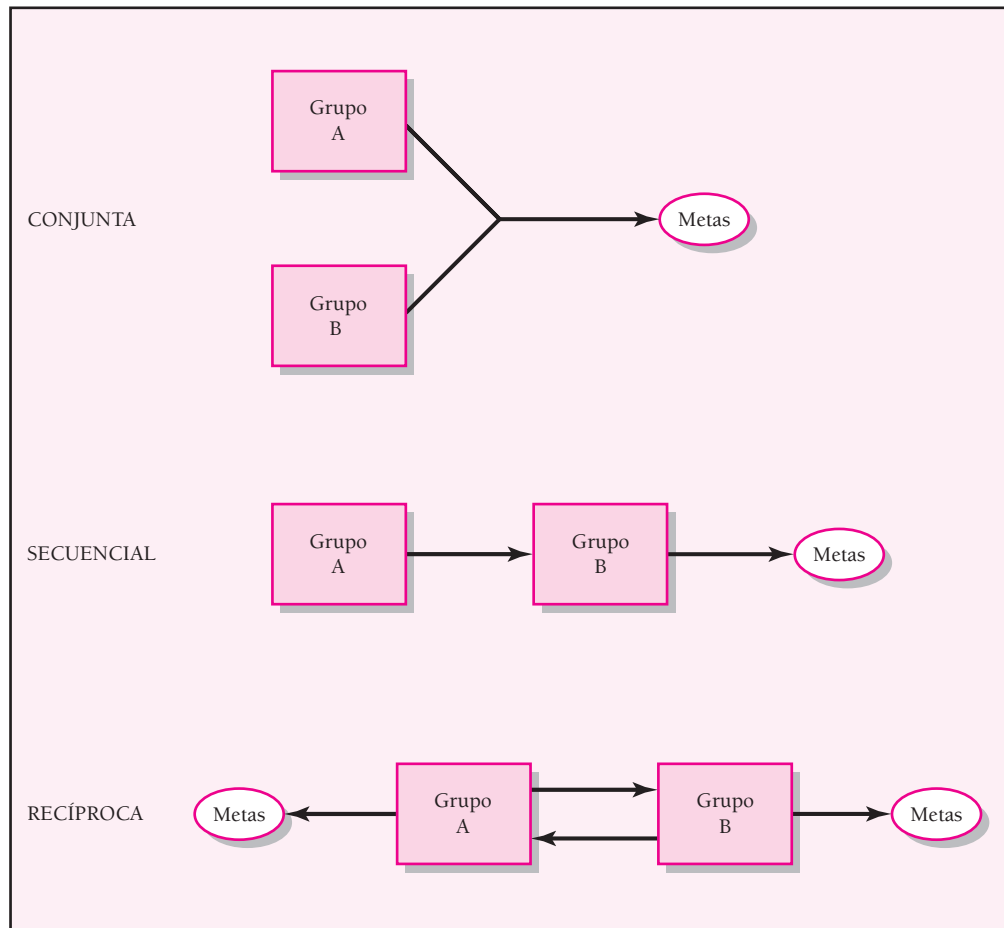 Grupo
A
CONJUNTA
Metas
Grupo
B
SECUENCIAL
Grupo
A
Grupo
B
Metas
RECÍPROCA
Metas
Grupo
A
Grupo
B
Metas